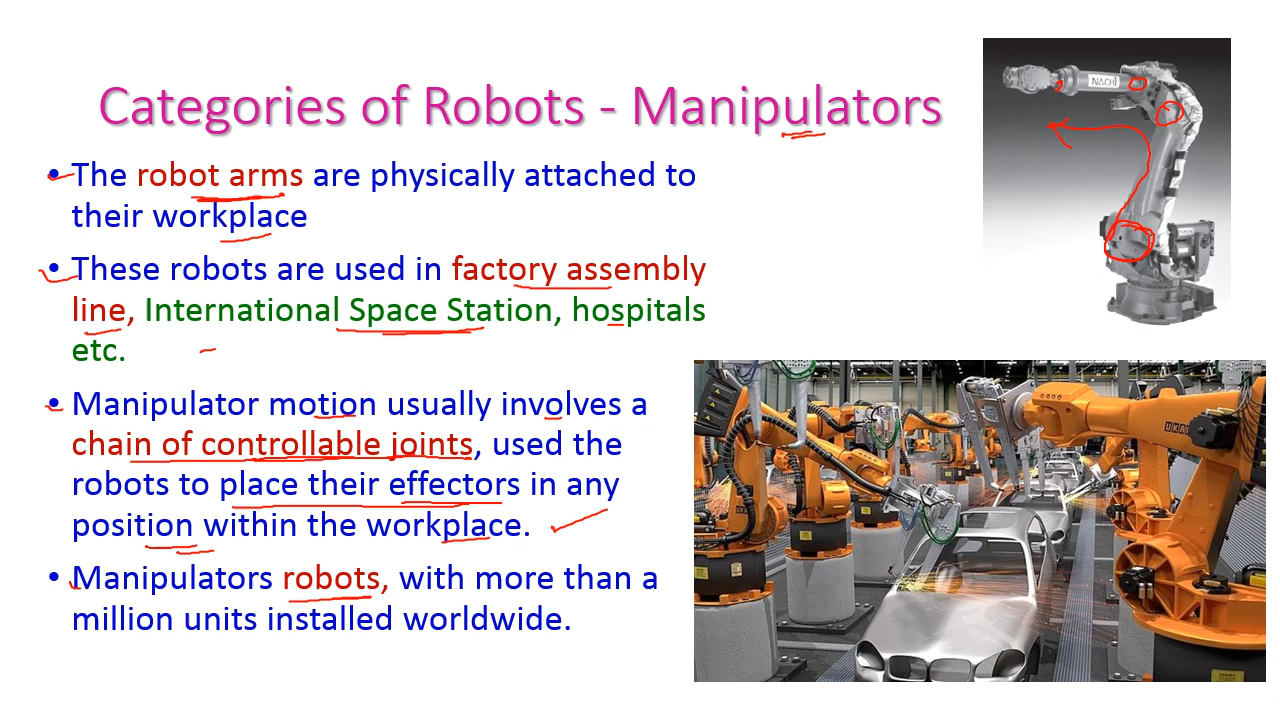 Categories of Robots - Manipulators
• The robot arms are physically attached to
their workplace
• These robots are used in factory assembly
line, International Space Station, hospitals
etc.
• Manipulator motion usually involves a
chain of controllable joints, used the
robots to place their effectors in any
position within the workplace.
• Manipulators robots, with more than a
million units installed worldwide.
NACHI